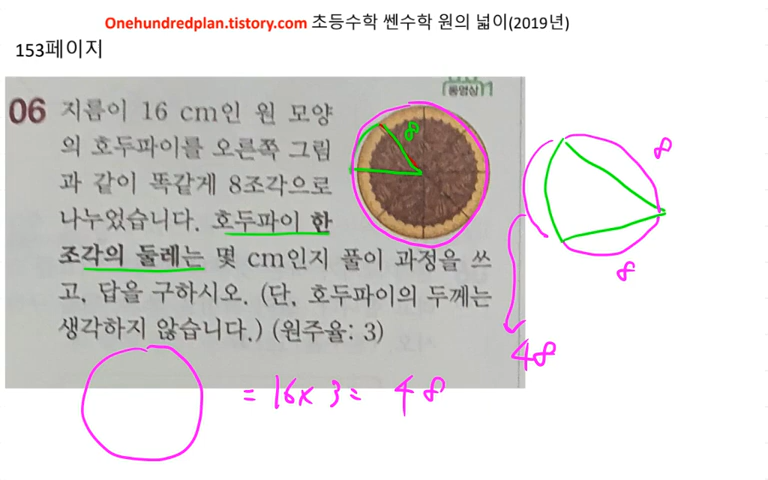 Onehundredplan.tistory.com 초등수학 쎈수학 원의 넓이(2019년)
153페이지
동영상
06 지름이 16 cm인 원 모양
의 호두파이를 오른쪽 그림
과 같이 똑같게 8조각으로
나누었습니다. 호두파이 한
조각의 둘레는 몇 cm인지 풀이 과정을 쓰
고, 답을 구하시오. (단, 호두파이의 두께는
생각하지 않습니다.) (원주율: 3)
8
8
8
48
= 16 x 3 = 48